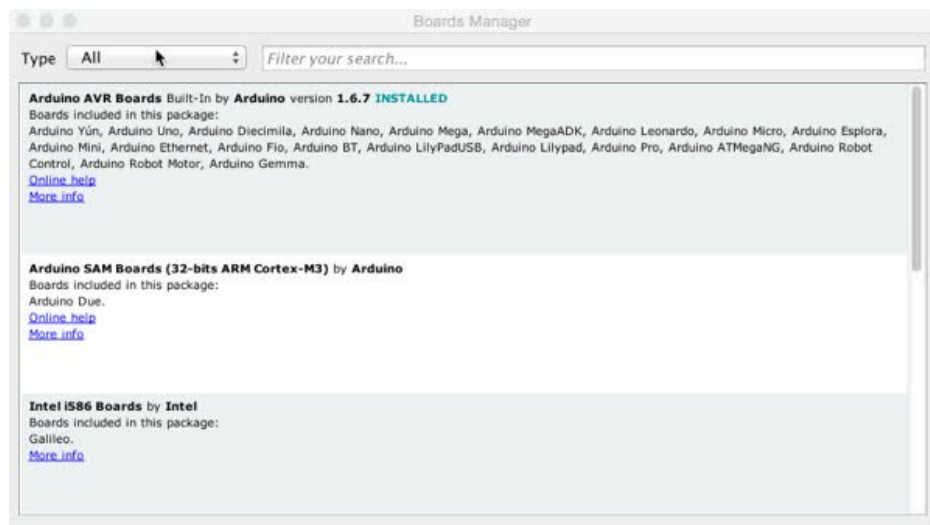 Boards Manager
Type All Filter your search...
Arduino AVR Boards Built-In by Arduino version 1.6.7 INSTALLED
Boards included in this package:
Arduino Yún, Arduino Uno, Arduino Diecimila, Arduino Nano, Arduino Mega, Arduino MegaADK, Arduino Leonardo, Arduino Micro, Arduino Esplora,
Arduino Mini, Arduino Ethernet, Arduino Fio, Arduino BT, Arduino LilyPadUSB, Arduino Lilypad, Arduino Pro, Arduino ATMegaNG, Arduino Robot
Control, Arduino Robot Motor, Arduino Gemma.
Online help
More info
Arduino SAM Boards (32-bits ARM Cortex-M3) by Arduino
Boards included in this package:
Arduino Due.
Online help
More info
Intel i586 Boards by Intel
Boards included in this package:
Galileo.
More info